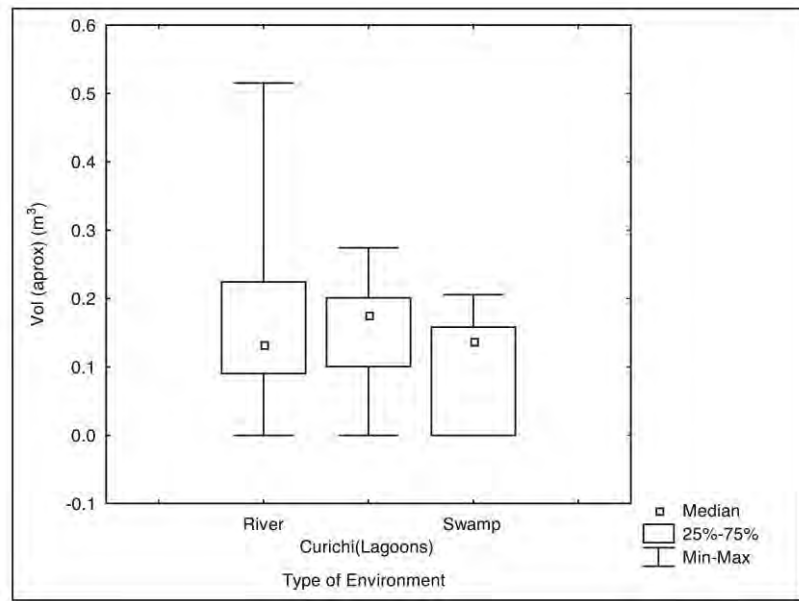 0.6
0.5
0.4
0.3
0.2
0.1
0.0
-0.1
Vol (aprox) (m³)
River
Swamp
Curichi(Lagoons)
Type of Environment
Median
25%-75%
Min-Max